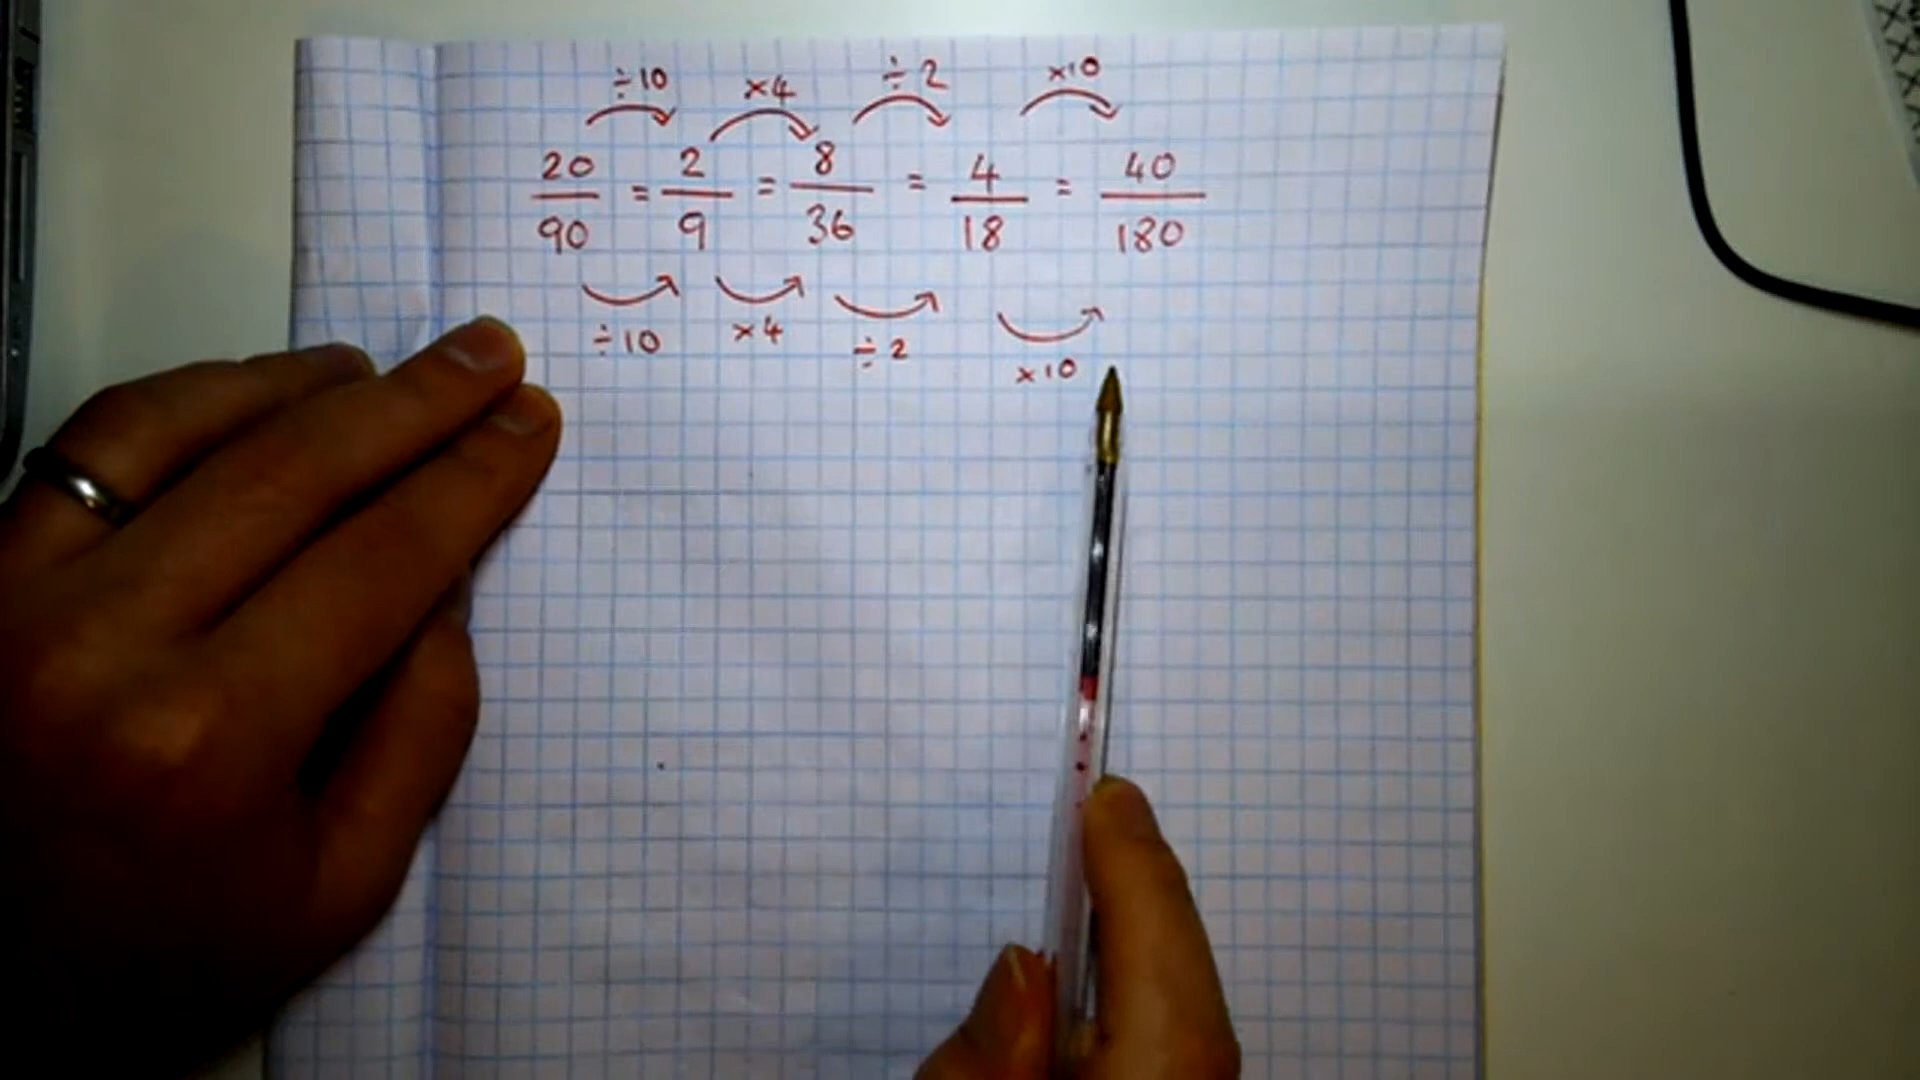 ÷10 ×4 ÷2 ×10
20/90 = 2/9 = 8/36 = 4/18 = 40/180
÷10 ×4 ÷2 ×10